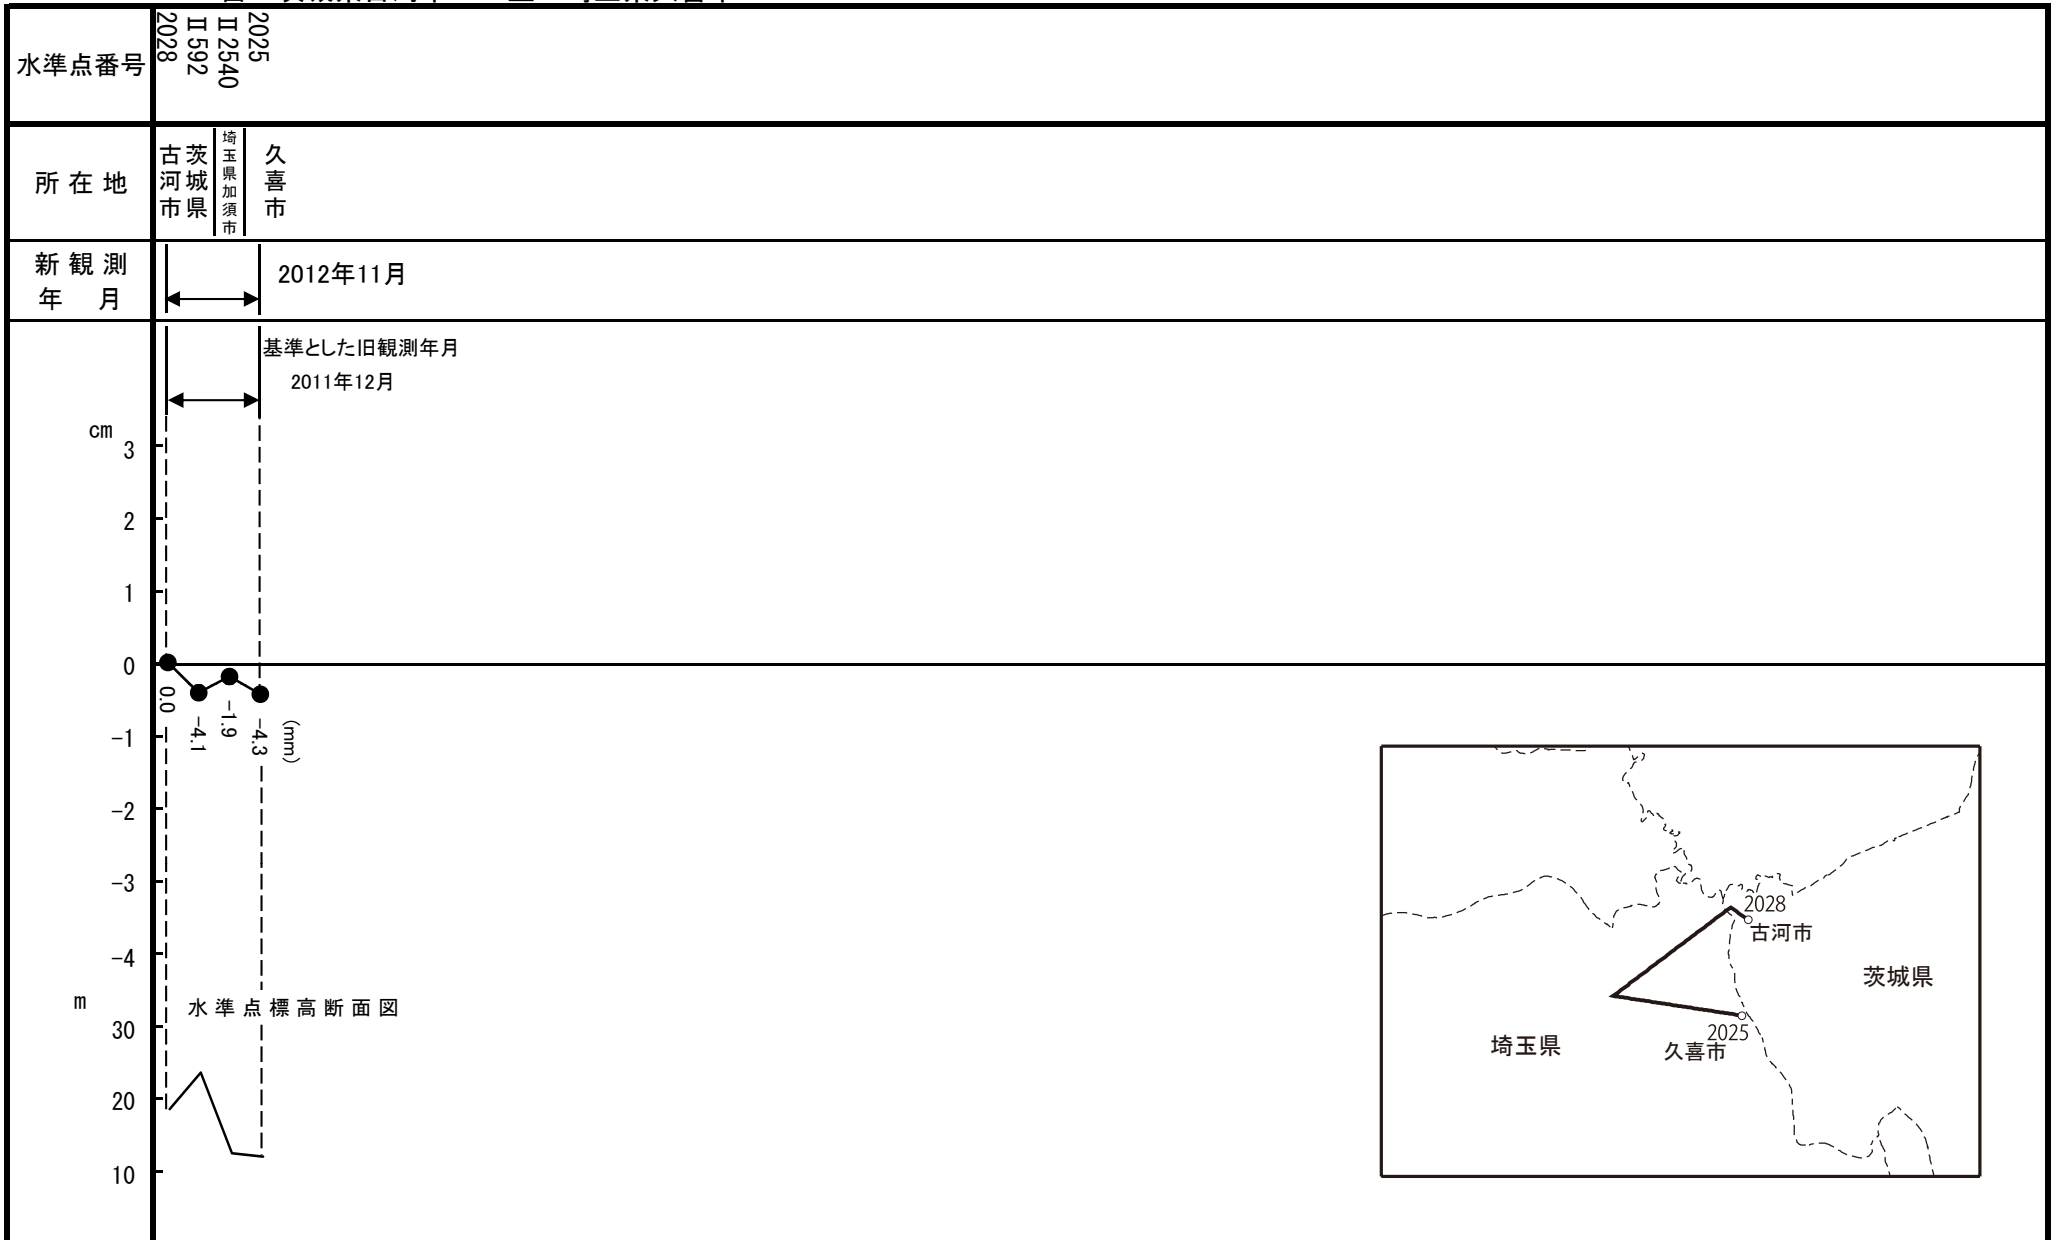 水準点番号
2028
Ⅱ592
Ⅱ2540
2025
所在地
茨城県
古河市
埼玉県加須市
久喜市
新観測
年 月
2012年11月
基準とした旧観測年月
2011年12月
cm
3
2
1
0
-1
-2
-3
-4
0.0
-4.1
-1.9
-4.3
(mm)
m
水準点標高断面図
30
20
10
2028
古河市
茨城県
2025
久喜市
埼玉県